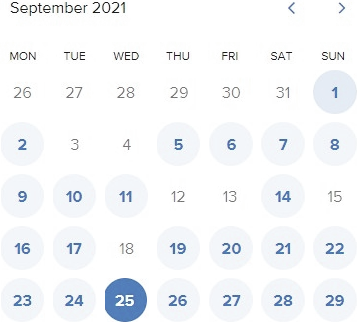 September 2021
MON TUE WED THU FRI SAT SUN
26 27 28 29 30 31 1
2 3 4 5 6 7 8
9 10 11 12 13 14 15
16 17 18 19 20 21 22
23 24 25 26 27 28 29